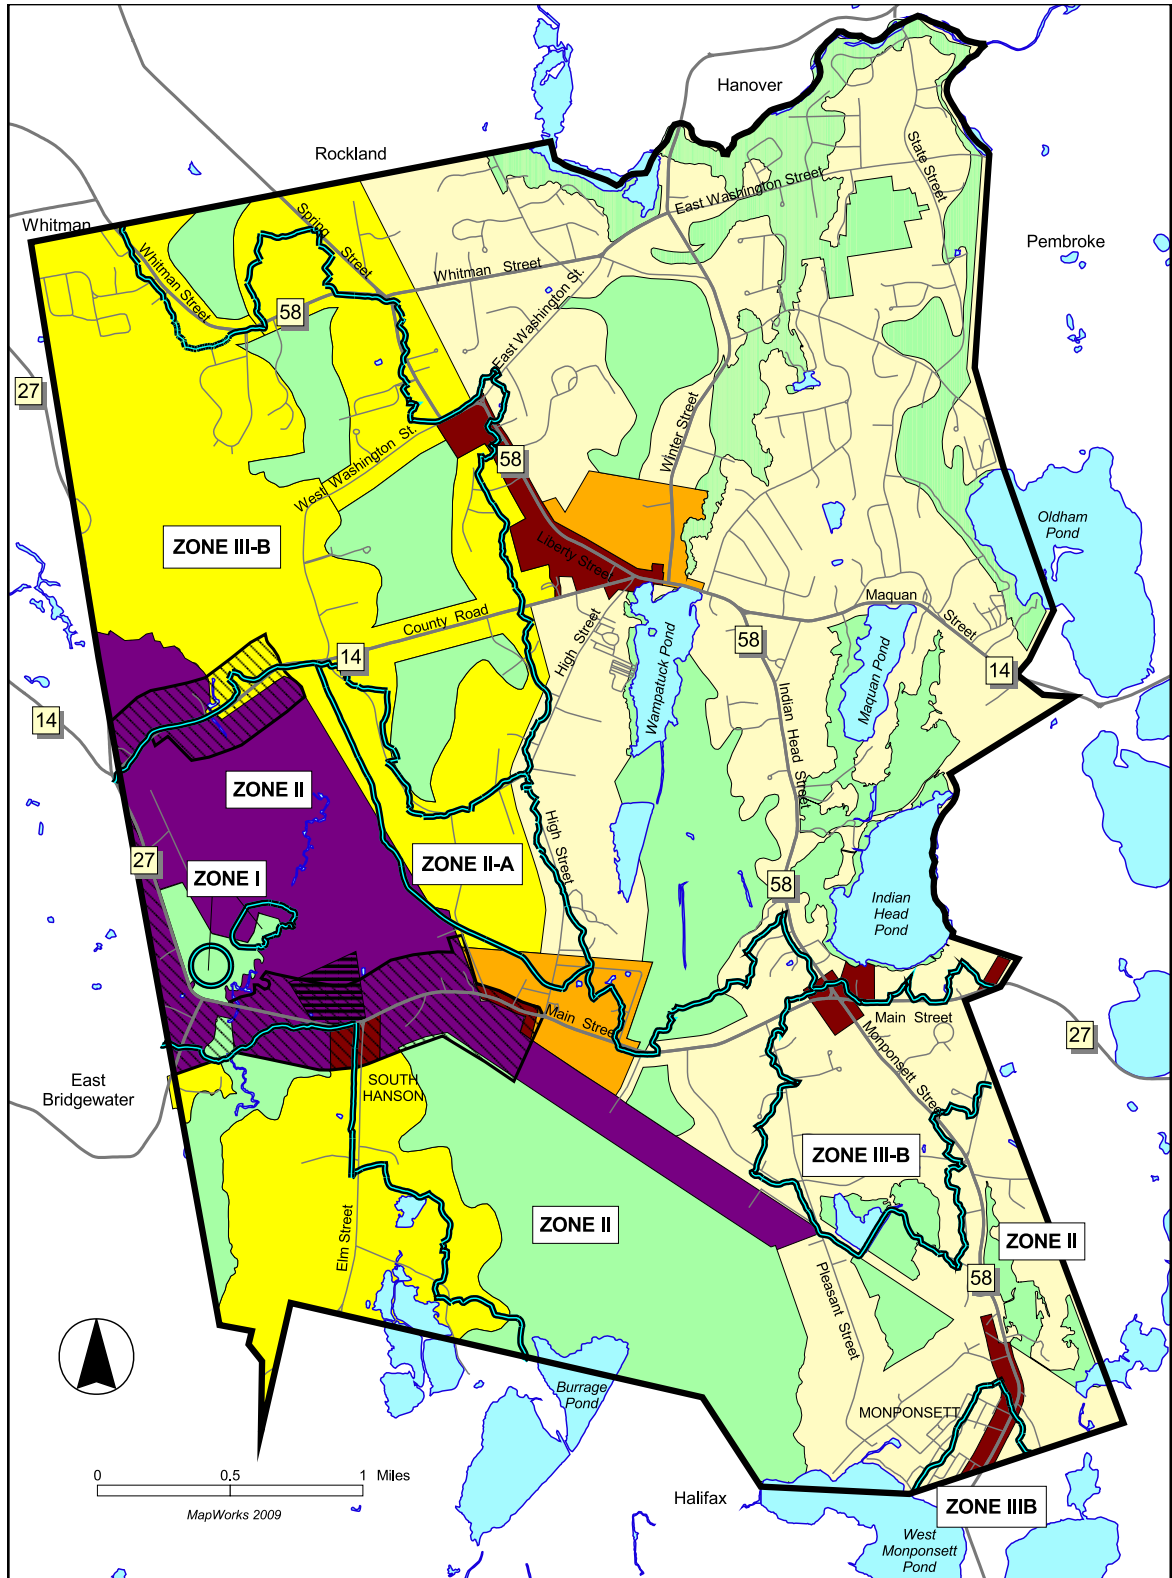 Hanover
Rockland
State Street
East Washington Street
Whitman
Spring
Street
Pembroke
Whitman Street
Whitman Street
58
East Washington St.
27
Winter Street
West Washington St.
58
Oldham
Pond
ZONE III-B
Liberty Street
Maquan
Street
County Road
High Street
58
14
14
Wampatuck Pond
Maquan Pond
14
Indian Head Street
ZONE II
High Street
27
ZONE II-A
ZONE I
58
Indian
Head
Pond
Main Street
Main Street
27
Monponsett Street
East
Bridgewater
SOUTH
HANSON
ZONE III-B
ZONE II
ZONE II
Elm Street
58
Pleasant Street
Burrage
Pond
MONPONSETT
0
0.5
1 Miles
MapWorks 2009
Halifax
ZONE IIIB
West
Monponsett
Pond